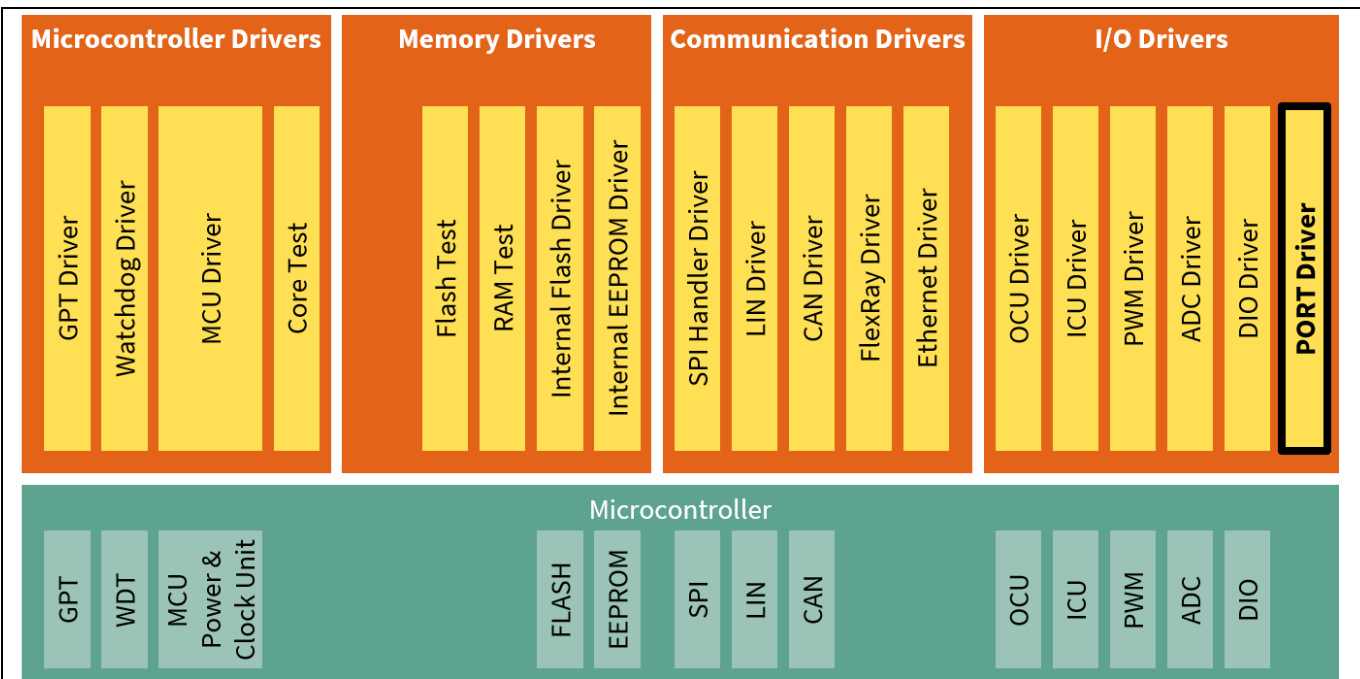 Microcontroller Drivers
Memory Drivers
Communication Drivers
I/O Drivers
GPT Driver
Watchdog Driver
MCU Driver
Core Test
Flash Test
RAM Test
Internal Flash Driver
Internal EEPROM Driver
SPI Handler Driver
LIN Driver
CAN Driver
FlexRay Driver
Ethernet Driver
OCU Driver
ICU Driver
PWM Driver
ADC Driver
DIO Driver
PORT Driver
Microcontroller
GPT
WDT
MCU
Power &
Clock Unit
FLASH
EEPROM
SPI
LIN
CAN
OCU
ICU
PWM
ADC
DIO